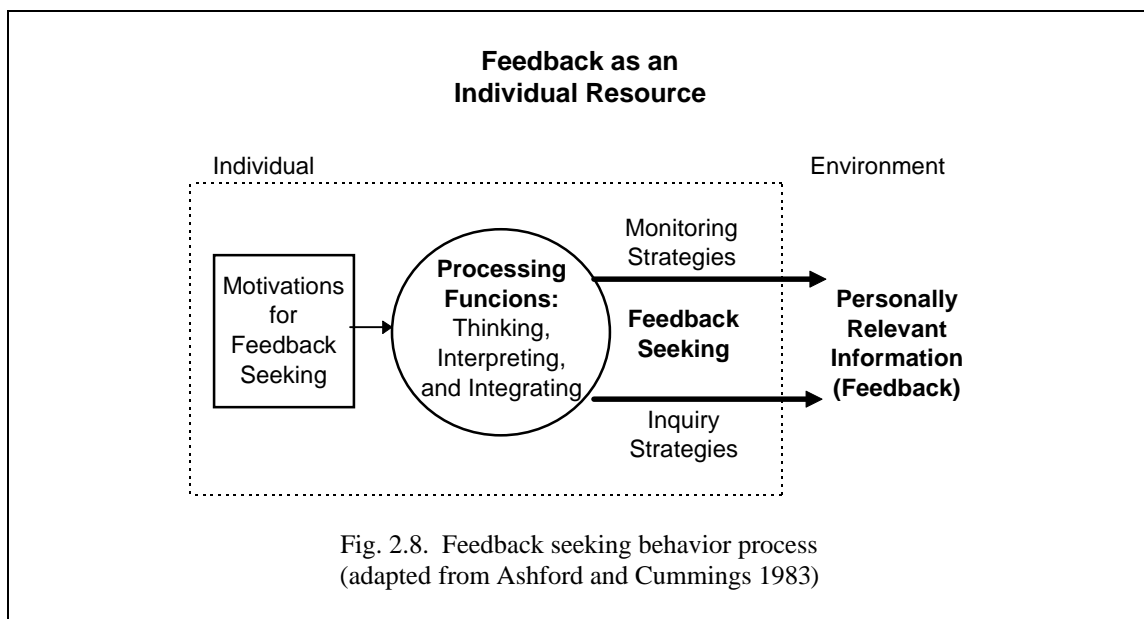 Feedback as an
Individual Resource
Individual
Environment
Motivations
for
Feedback
Seeking
Processing
Funcions:
Thinking,
Interpreting,
and Integrating
Monitoring
Strategies
Feedback
Seeking
Inquiry
Strategies
Personally
Relevant
Information
(Feedback)
Fig. 2.8.  Feedback seeking behavior process
(adapted from Ashford and Cummings 1983)